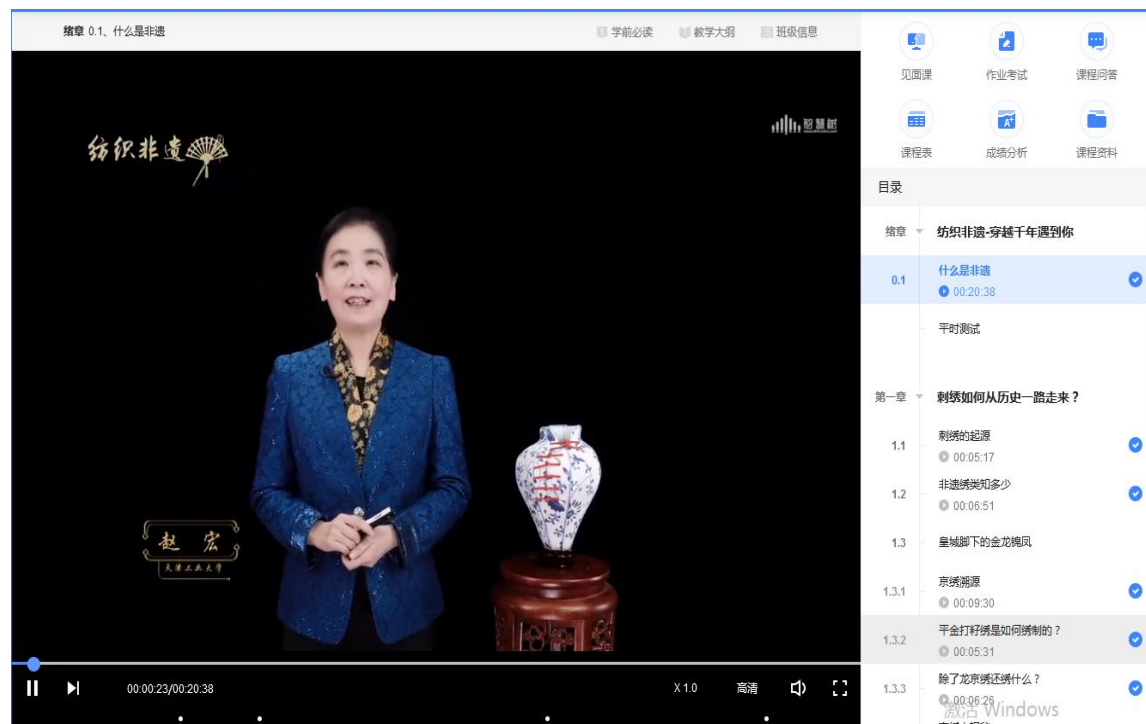 绪章 0.1、什么是非遗
学前必读
教学大纲
班级信息
纺织非遗
智慧树
赵 宏
天津工业大学
00:00:23/00:20:38
X 1.0
高清
见面课
作业考试
课程问答
课程表
成绩分析
课程资料
目录
绪章
纺织非遗-穿越千年遇到你
0.1
什么是非遗
00:20:38
平时测试
第一章
刺绣如何从历史一路走来？
1.1
刺绣的起源
00:05:17
1.2
非遗绣类知多少
00:06:51
1.3
皇城脚下的金龙锦凤
1.3.1
京绣溯源
00:09:30
1.3.2
平金打籽绣是如何绣制的？
00:05:31
1.3.3
除了龙京绣还绣什么？
00:06:26
激活 Windows